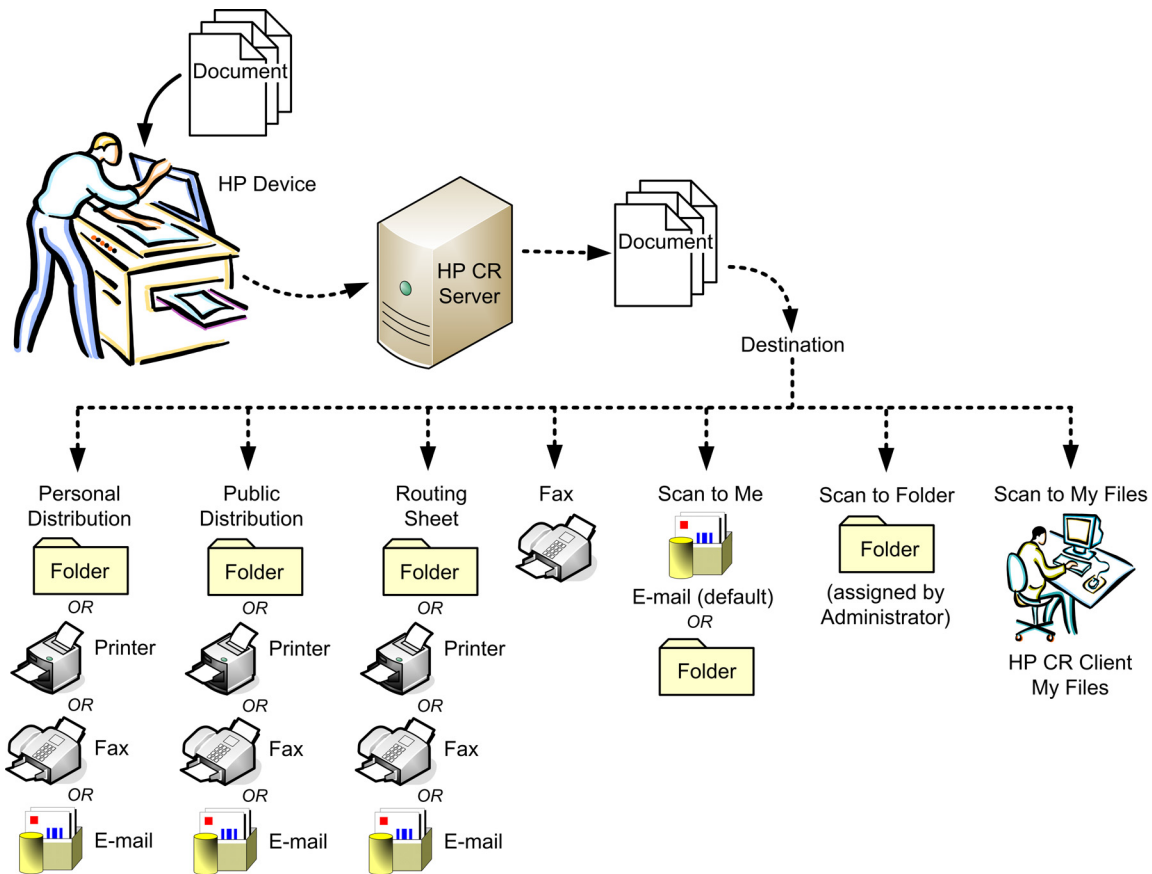 Document
HP Device
HP CR
Server
Document
Destination
Personal
Distribution
Folder
OR
Printer
OR
Fax
OR
E-mail
Public
Distribution
Folder
OR
Printer
OR
Fax
OR
E-mail
Routing
Sheet
Folder
OR
Printer
OR
Fax
OR
E-mail
Fax
Scan to Me
E-mail (default)
OR
Folder
Scan to Folder
Folder
(assigned by
Administrator)
Scan to My Files
HP CR Client
My Files